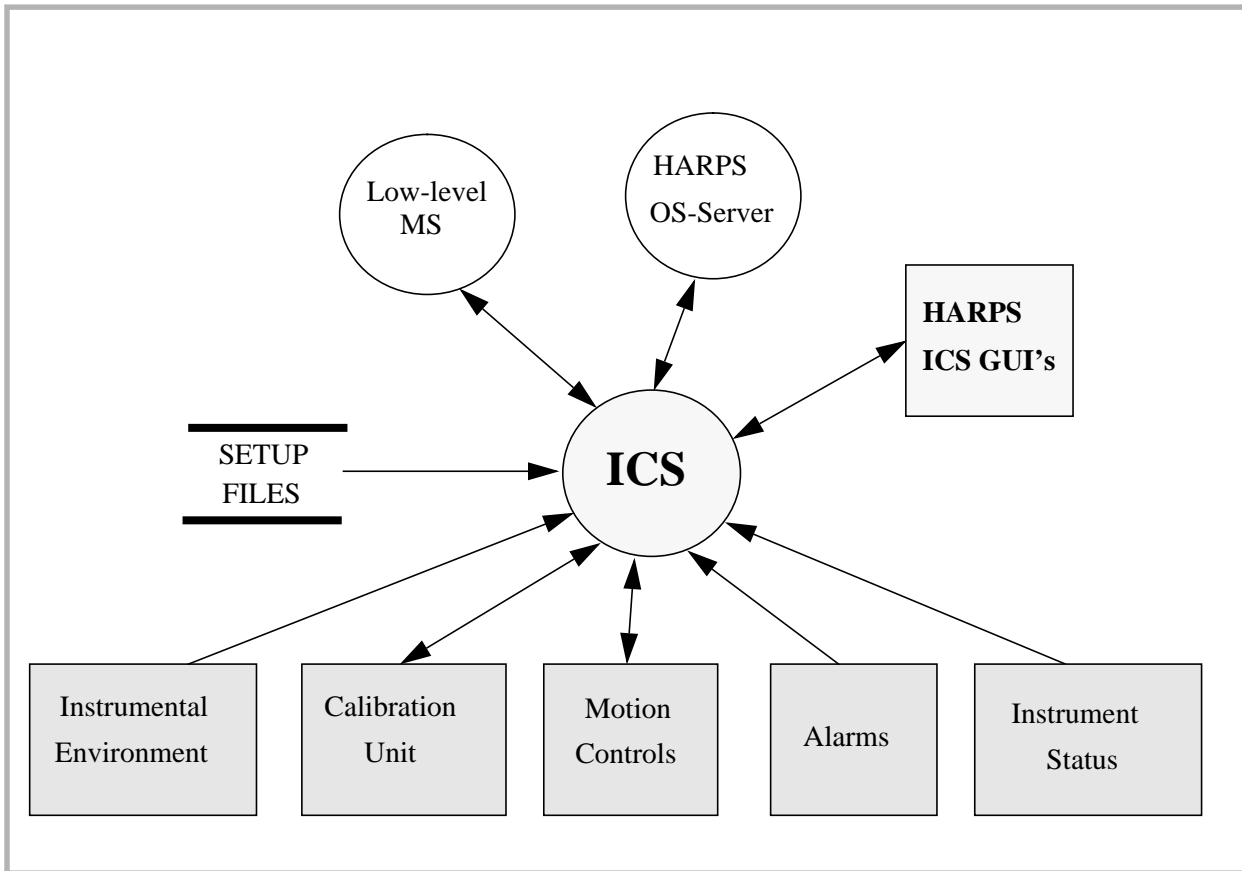 Low-level
MS
HARPS
OS-Server
HARPS
ICS GUI's
SETUP
FILES
ICS
Instrumental
Environment
Calibration
Unit
Motion
Controls
Alarms
Instrument
Status